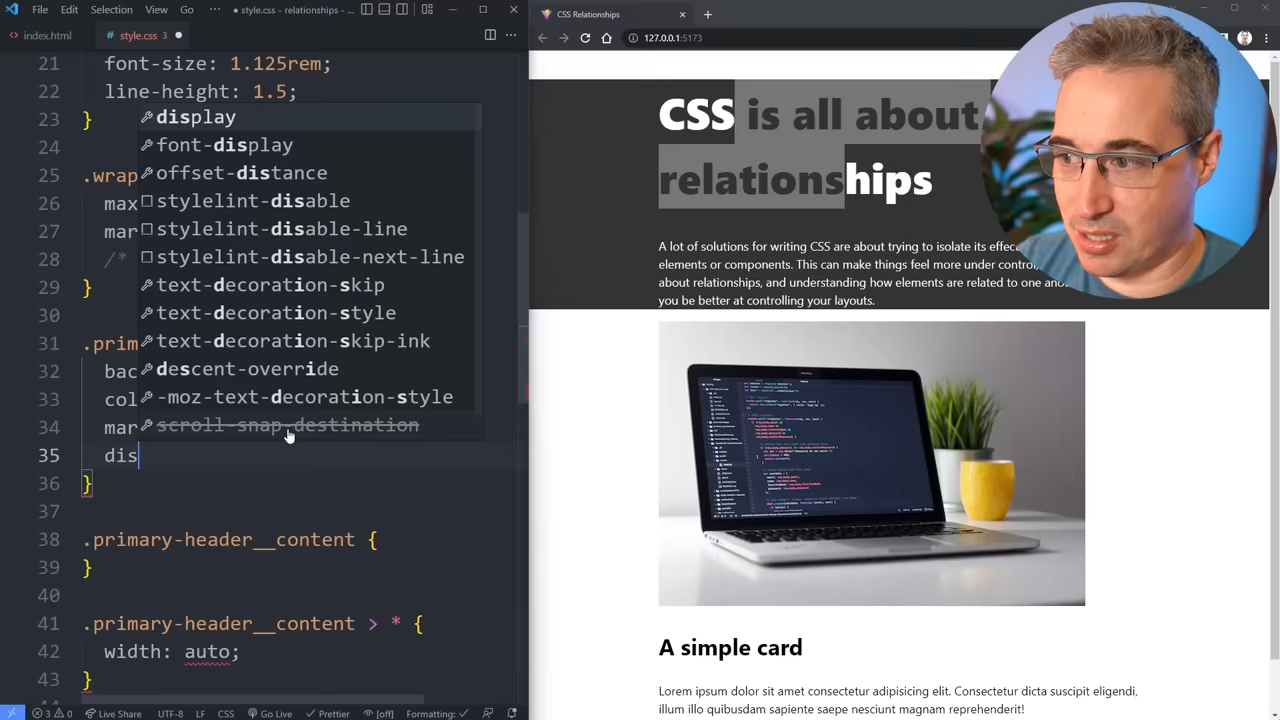 File Edit Selection View Go ··· ● style.css - relationships - ...
index.html
style.css 3 ●
21 font-size: 1.125rem;
22 line-height: 1.5;
23 }
24
25 .wrap
26 max
27 mar
28 /*
29 }
30
31 .prim
32 bac
33 col
mar
35
36 }
37
38 .primary-header__content {
39 }
40
41 .primary-header__content > * {
42 width: auto;
43 }
display
font-display
offset-distance
stylelint-disable
stylelint-disable-line
stylelint-disable-next-line
text-decoration-skip
text-decoration-style
text-decoration-skip-ink
descent-override
-moz-text-decoration-style
scroll-snap-destination
3 0 Live Share UTF-8 LF CSS Go Live Prettier [off] Formatting:
CSS Relationships
127.0.0.1:5173
CSS is all about
relationships
A lot of solutions for writing CSS are about trying to isolate its effec
elements or components. This can make things feel more under control,
about relationships, and understanding how elements are related to one ano
you be better at controlling your layouts.
A simple card
Lorem ipsum dolor sit amet consectetur adipisicing elit. Consectetur dicta suscipit eligendi,
illum illo quibusdam sapiente saepe nesciunt magnam reprehenderit!